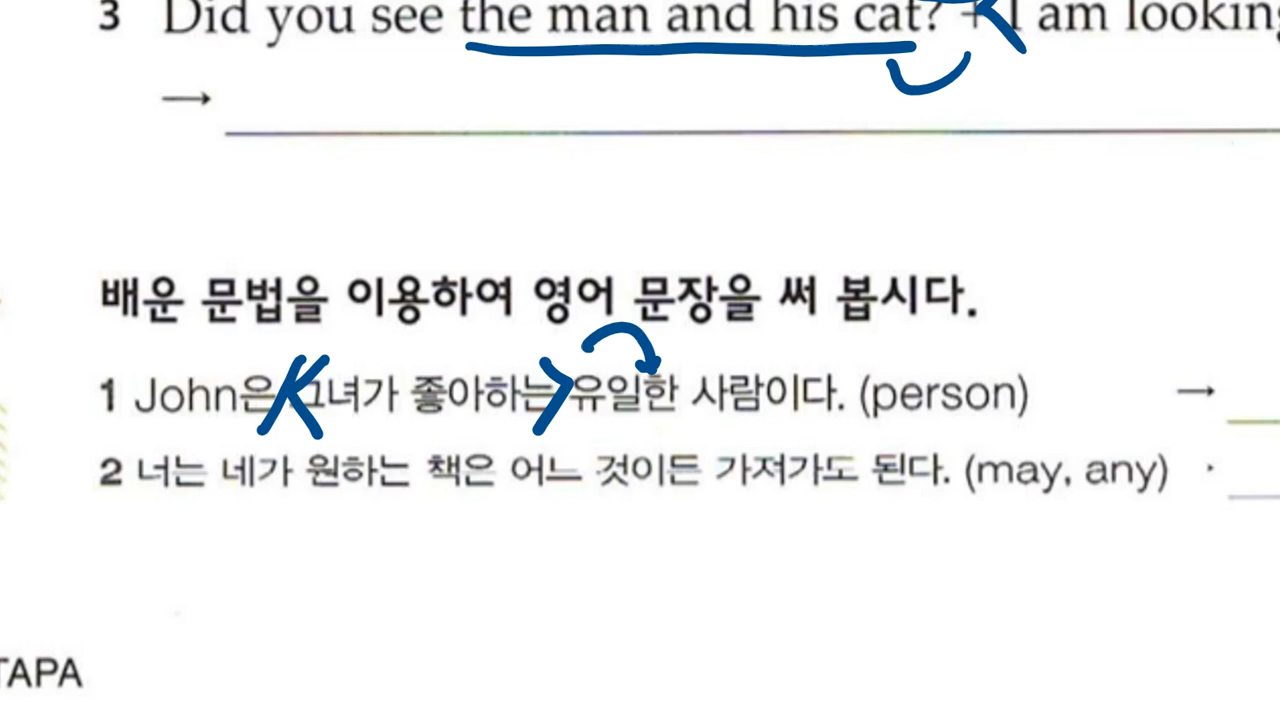 3 Did you see the man and his cat? + I am looking
→
배운 문법을 이용하여 영어 문장을 써 봅시다.
1 John은 그녀가 좋아하는 유일한 사람이다. (person) →
2 너는 네가 원하는 책은 어느 것이든 가져가도 된다. (may, any)
TAPA